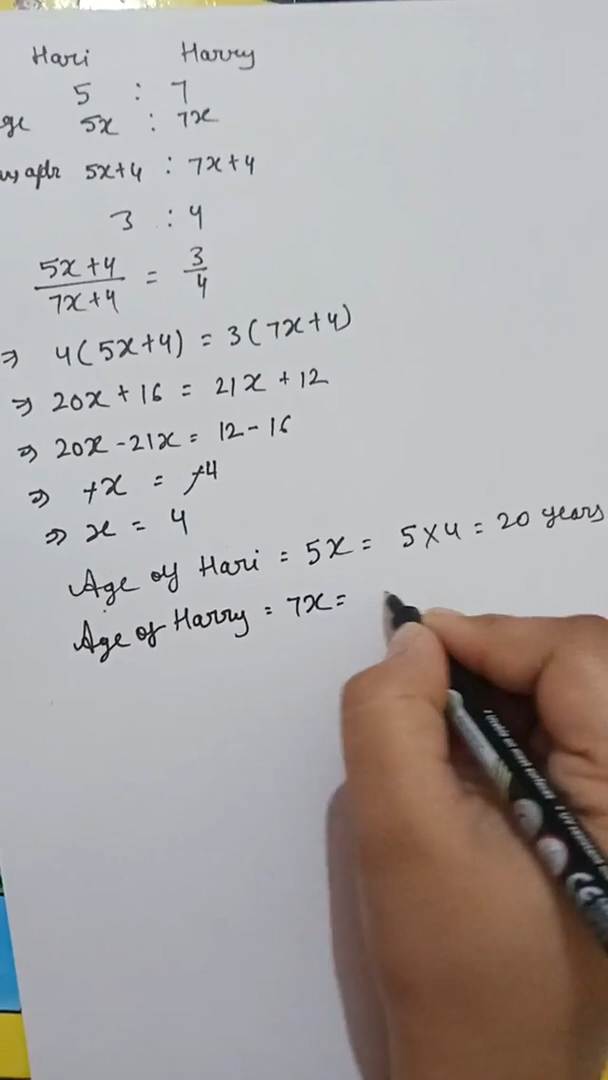 Hari Harry
5 : 7
ge 5x : 7x
5x+4 : 7x+4
3 : 4
5x+4 / 7x+4 = 3/4
⇒ 4(5x+4) = 3(7x+4)
⇒ 20x + 16 = 21x + 12
⇒ 20x - 21x = 12 - 16
⇒ -x = -4
⇒ x = 4
Age of Hari = 5x = 5×4 = 20 years
Age of Harry = 7x =